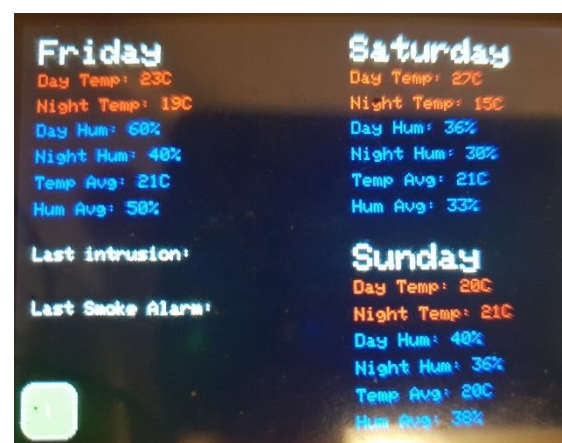 Friday
Day Temp: 23C
Night Temp: 19C
Day Hum: 60%
Night Hum: 40%
Temp Avg: 21C
Hum Avg: 50%
Last intrusion:
Last Smoke Alarm:
Saturday
Day Temp: 27C
Night Temp: 15C
Day Hum: 36%
Night Hum: 30%
Temp Avg: 21C
Hum Avg: 33%
Sunday
Day Temp: 20C
Night Temp: 21C
Day Hum: 40%
Night Hum: 36%
Temp Avg: 20C
Hum Avg: 38%